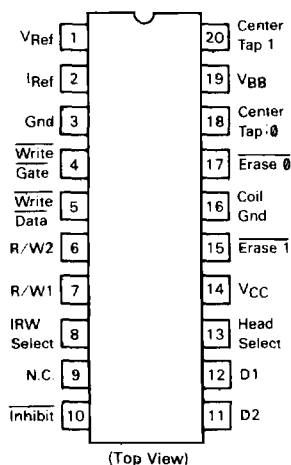 VRef 1
IRef 2
Gnd 3
Write
Gate 4
Write
Data 5
R/W2 6
R/W1 7
IRW
Select 8
N.C. 9
Inhibit 10
20 Center
Tap 1
19 VBB
18 Center
Tap 0
17 Erase 0
16 Coil
Gnd
15 Erase 1
14 VCC
13 Head
Select
12 D1
11 D2
(Top View)